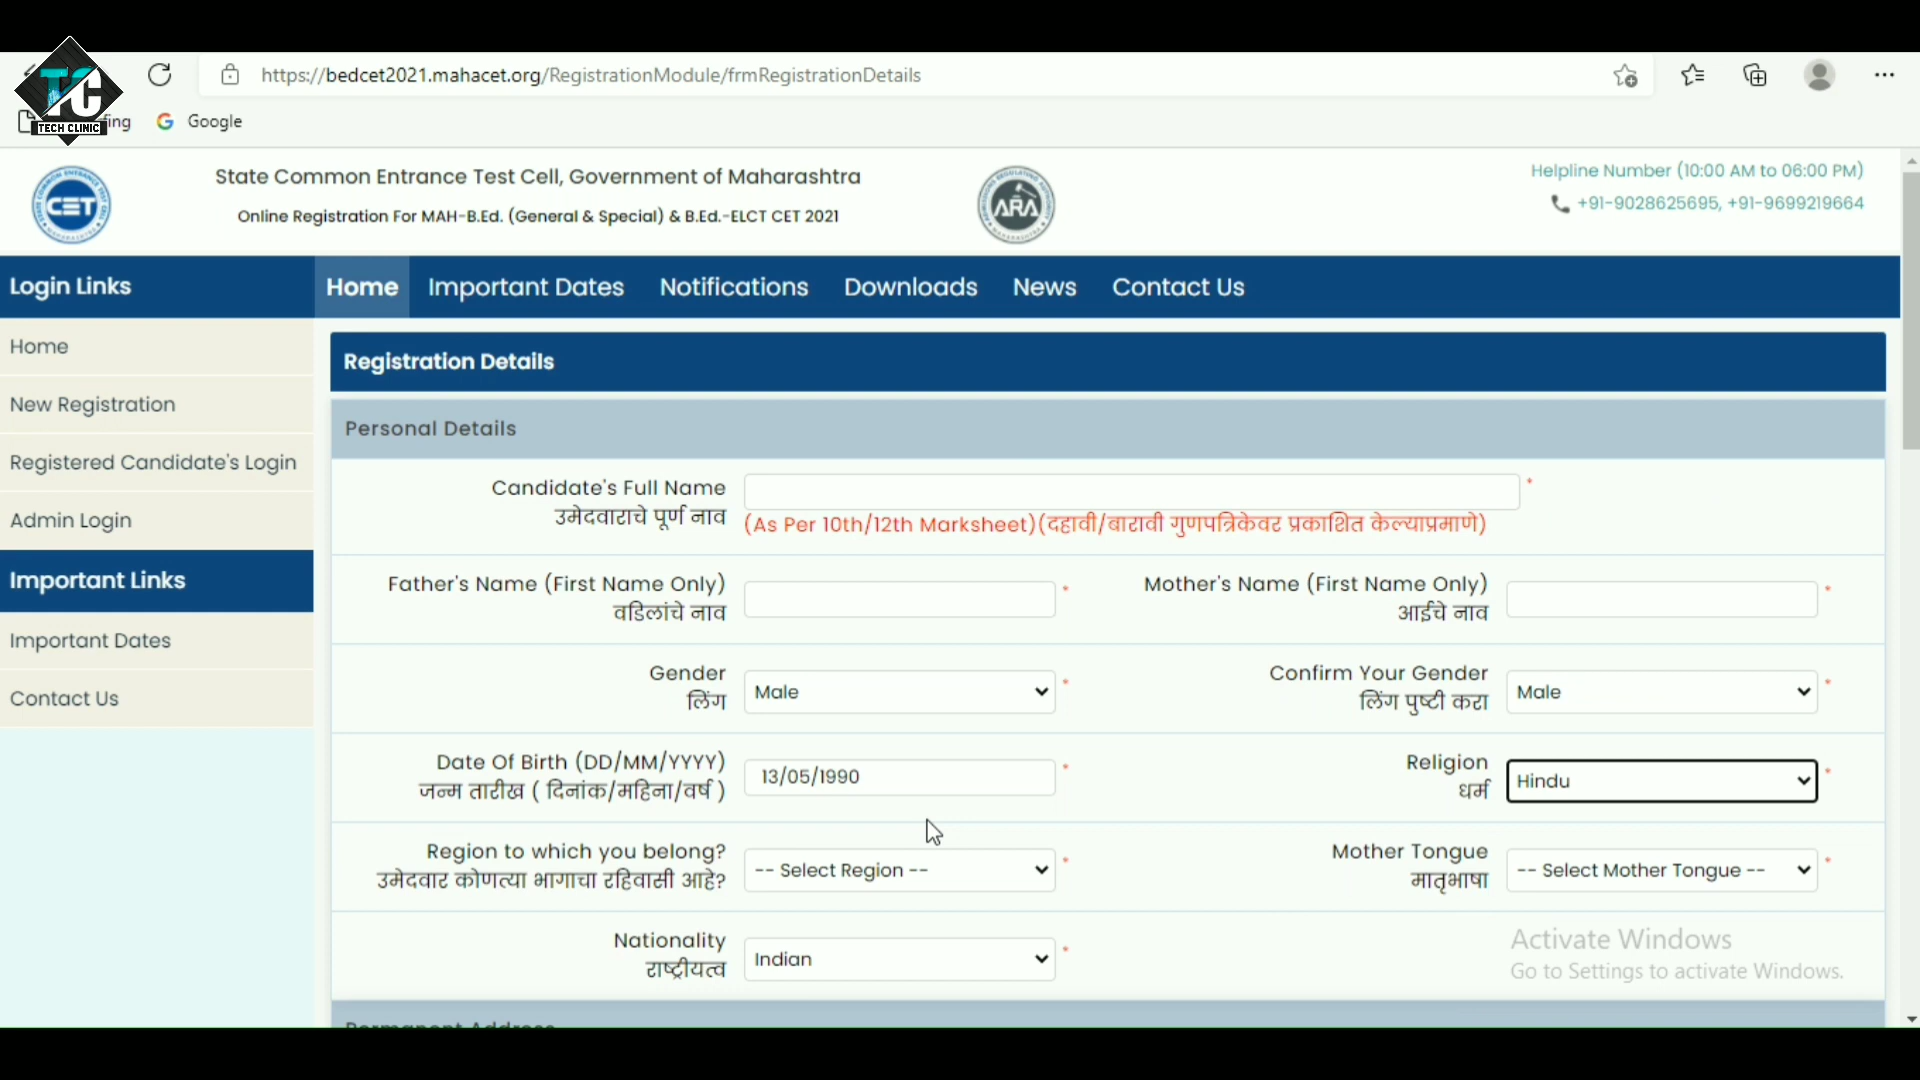 TC
TECH CLINIC
https://bedcet2021.mahacet.org/RegistrationModule/frmRegistrationDetails
Google
CET
State Common Entrance Test Cell, Government of Maharashtra
Online Registration For MAH-B.Ed. (General & Special) & B.Ed.-ELCT CET 2021
ARA
Helpline Number (10:00 AM to 06:00 PM)
+91-9028625695, +91-9699219664
Login Links
Home Important Dates Notifications Downloads News Contact Us
Home
New Registration
Registered Candidate's Login
Admin Login
Important Links
Important Dates
Contact Us
Registration Details
Personal Details
Candidate's Full Name *
उमेदवाराचे पूर्ण नाव
(As Per 10th/12th Marksheet)(दहावी/बारावी गुणपत्रिकेवर प्रकाशित केल्याप्रमाणे)
Father's Name (First Name Only) *
वडिलांचे नाव
Mother's Name (First Name Only) *
आईचे नाव
Gender
लिंग
Male *
Confirm Your Gender
लिंग पुष्टी करा
Male *
Date Of Birth (DD/MM/YYYY)
जन्म तारीख ( दिनांक/महिना/वर्ष )
13/05/1990 *
Religion
धर्म
Hindu *
Region to which you belong?
उमेदवार कोणत्या भागाचा रहिवासी आहे?
-- Select Region -- *
Mother Tongue
मातृभाषा
-- Select Mother Tongue -- *
Nationality
राष्ट्रीयत्व
Indian *
Activate Windows
Go to Settings to activate Windows.
Permanent Address